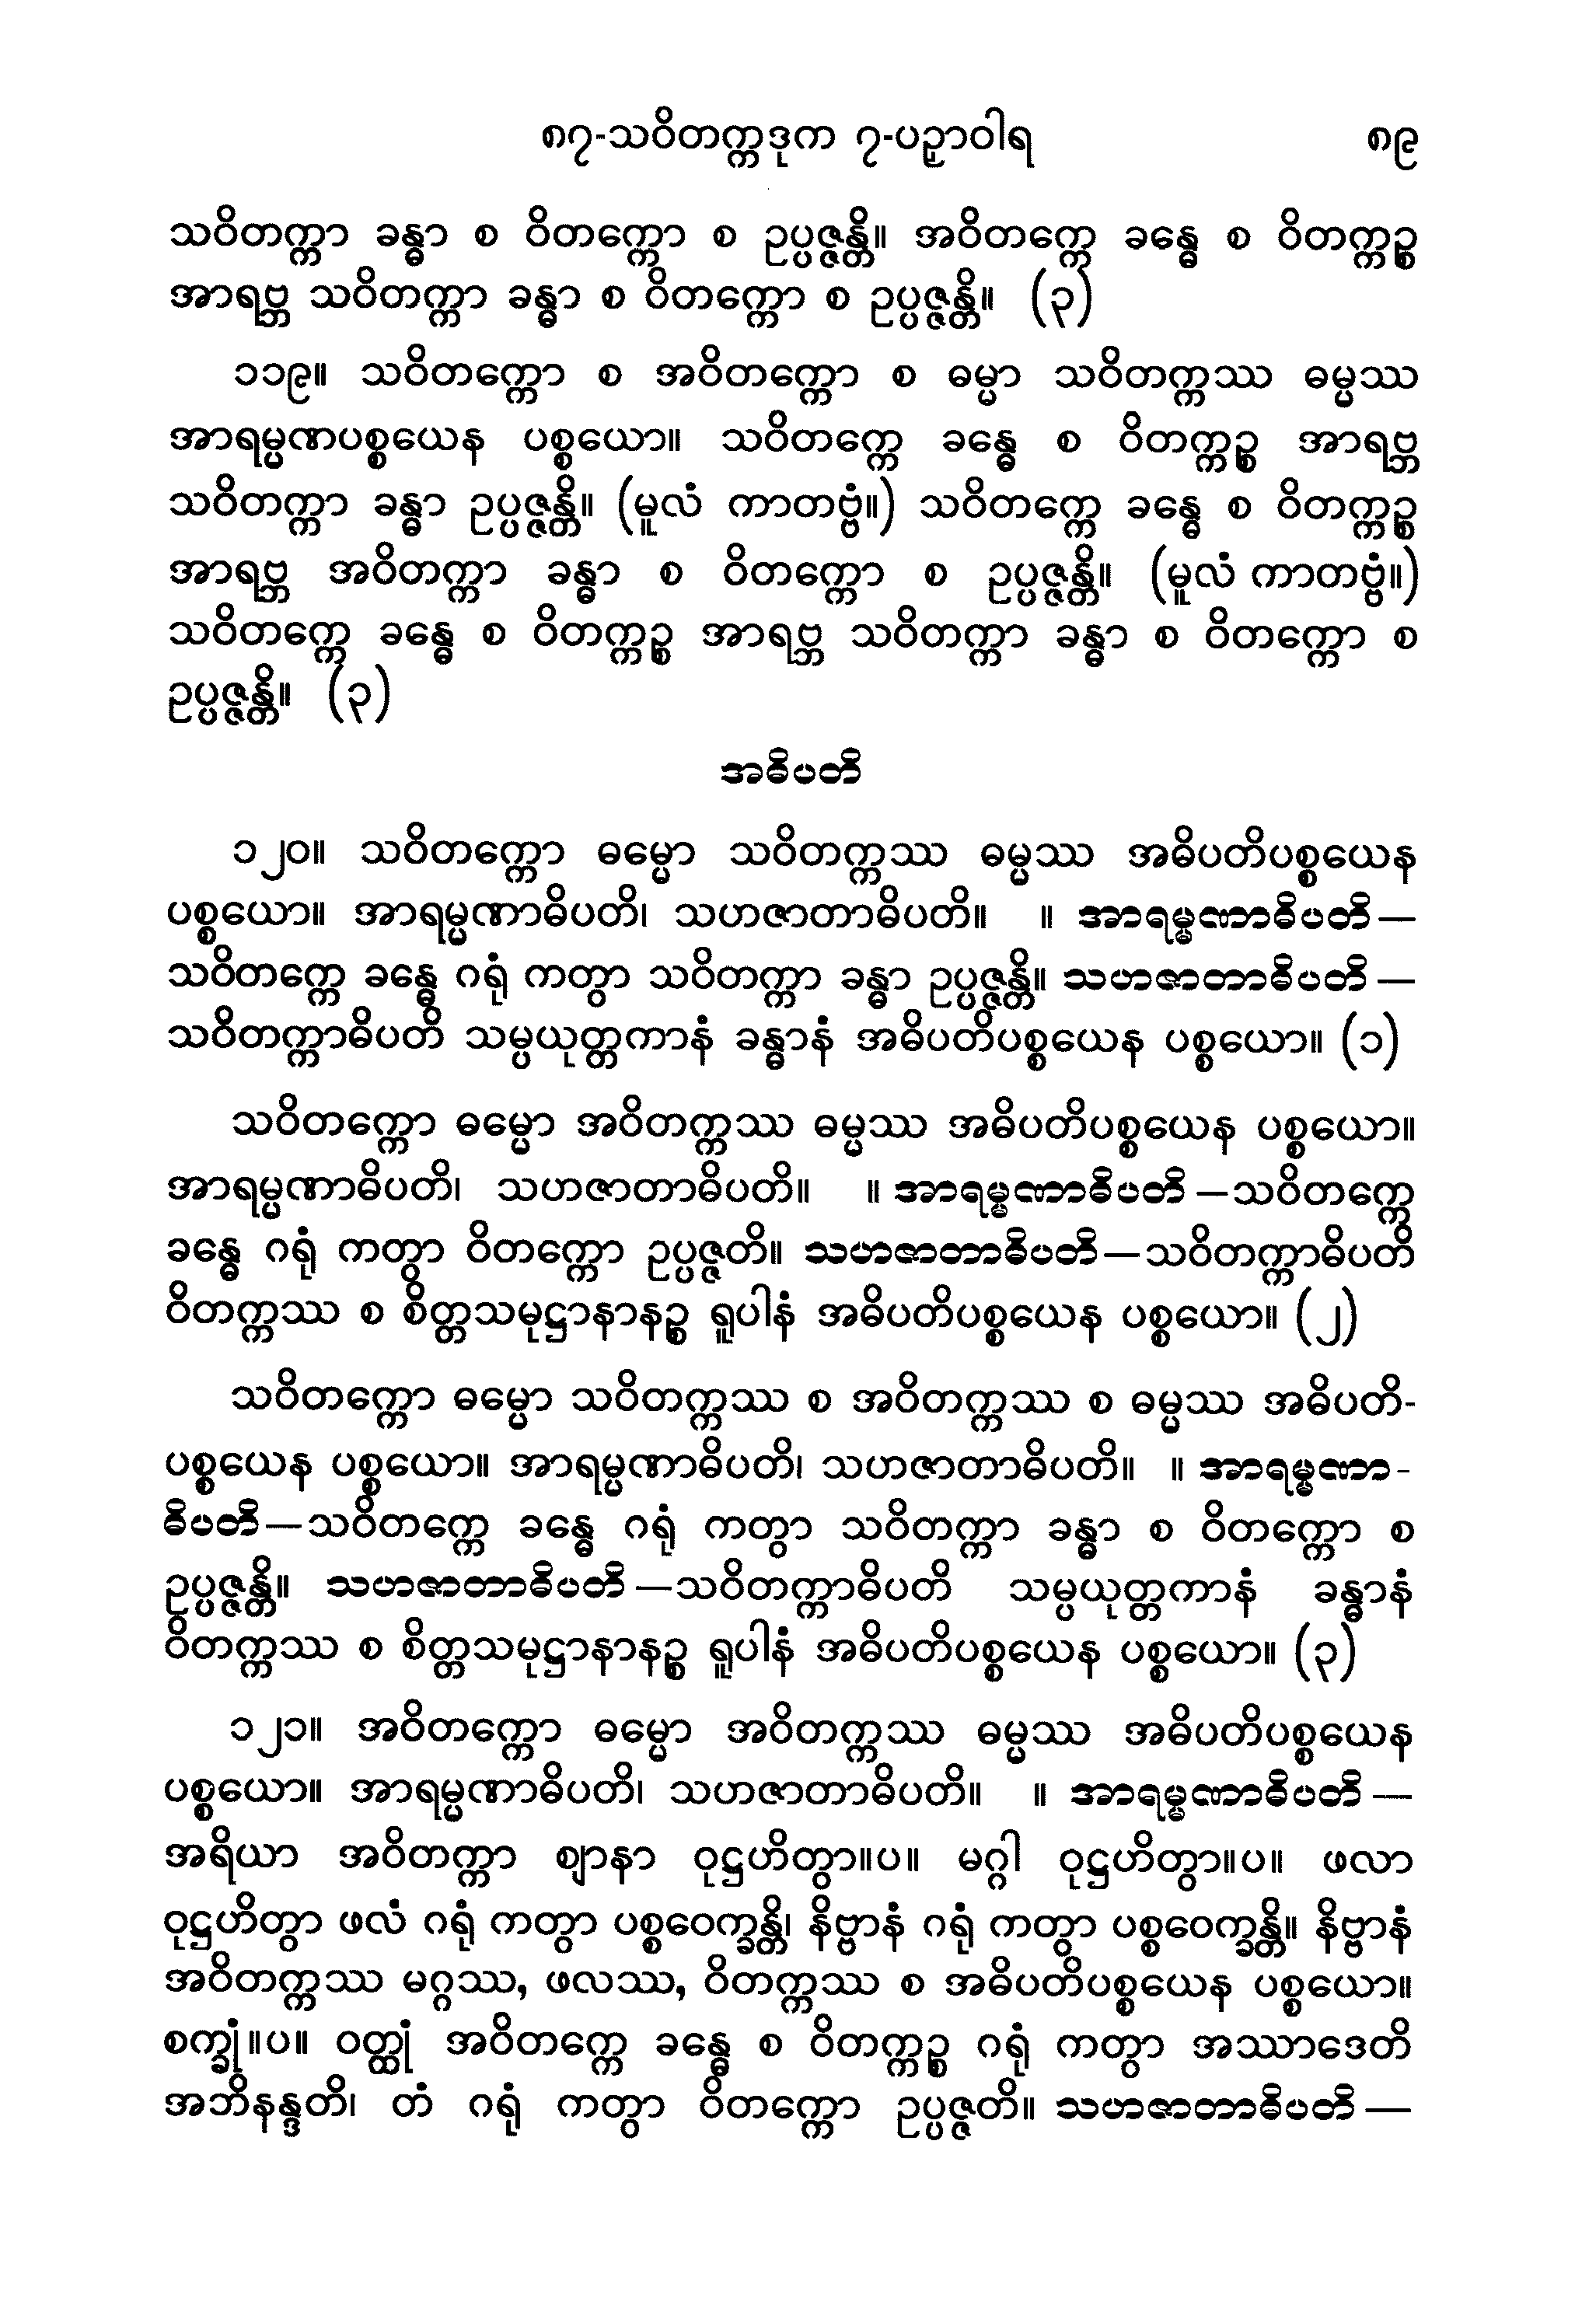 ၈၇-သဝိတက္ကဒုက ၇-ပဉှာဝါရ ၈၉
သဝိတက္ကာ ခန္ဓာ စ ဝိတက္ကော စ ဥပ္ပဇ္ဇန္တိ။ အဝိတက္ကေ ခန္ဓေ စ ဝိတက္ကဉ္စ
အာရဗ္ဘ သဝိတက္ကာ ခန္ဓာ စ ဝိတက္ကော စ ဥပ္ပဇ္ဇန္တိ။ (၃)
၁၁၉။ သဝိတက္ကော စ အဝိတက္ကော စ ဓမ္မာ သဝိတက္ကဿ ဓမ္မဿ
အာရမ္မဏပစ္စယေန ပစ္စယော။ သဝိတက္ကေ ခန္ဓေ စ ဝိတက္ကဉ္စ အာရဗ္ဘ
သဝိတက္ကာ ခန္ဓာ ဥပ္ပဇ္ဇန္တိ။ (မူလံ ကာတဗ္ဗံ။) သဝိတက္ကေ ခန္ဓေ စ ဝိတက္ကဉ္စ
အာရဗ္ဘ အဝိတက္ကာ ခန္ဓာ စ ဝိတက္ကော စ ဥပ္ပဇ္ဇန္တိ။ (မူလံ ကာတဗ္ဗံ။)
သဝိတက္ကေ ခန္ဓေ စ ဝိတက္ကဉ္စ အာရဗ္ဘ သဝိတက္ကာ ခန္ဓာ စ ဝိတက္ကော စ
ဥပ္ပဇ္ဇန္တိ။ (၃)
အဓိပတိ
၁၂၀။ သဝိတက္ကော ဓမ္မော သဝိတက္ကဿ ဓမ္မဿ အဓိပတိပစ္စယေန
ပစ္စယော။ အာရမ္မဏာဓိပတိ၊ သဟဇာတာဓိပတိ။ ။ အာရမ္မဏာဓိပတိ—
သဝိတက္ကေ ခန္ဓေ ဂရုံ ကတွာ သဝိတက္ကာ ခန္ဓာ ဥပ္ပဇ္ဇန္တိ။ သဟဇာတာဓိပတိ—
သဝိတက္ကာဓိပတိ သမ္ပယုတ္တကာနံ ခန္ဓာနံ အဓိပတိပစ္စယေန ပစ္စယော။ (၁)
သဝိတက္ကော ဓမ္မော အဝိတက္ကဿ ဓမ္မဿ အဓိပတိပစ္စယေန ပစ္စယော။
အာရမ္မဏာဓိပတိ၊ သဟဇာတာဓိပတိ။ ။ အာရမ္မဏာဓိပတိ—သဝိတက္ကေ
ခန္ဓေ ဂရုံ ကတွာ ဝိတက္ကော ဥပ္ပဇ္ဇတိ။ သဟဇာတာဓိပတိ—သဝိတက္ကာဓိပတိ
ဝိတက္ကဿ စ စိတ္တသမုဋ္ဌာနာနဉ္စ ရူပါနံ အဓိပတိပစ္စယေန ပစ္စယော။ (၂)
သဝိတက္ကော ဓမ္မော သဝိတက္ကဿ စ အဝိတက္ကဿ စ ဓမ္မဿ အဓိပတိ-
ပစ္စယေန ပစ္စယော။ အာရမ္မဏာဓိပတိ၊ သဟဇာတာဓိပတိ။ ။ အာရမ္မဏာ-
ဓိပတိ—သဝိတက္ကေ ခန္ဓေ ဂရုံ ကတွာ သဝိတက္ကာ ခန္ဓာ စ ဝိတက္ကော စ
ဥပ္ပဇ္ဇန္တိ။ သဟဇာတာဓိပတိ—သဝိတက္ကာဓိပတိ သမ္ပယုတ္တကာနံ ခန္ဓာနံ
ဝိတက္ကဿ စ စိတ္တသမုဋ္ဌာနာနဉ္စ ရူပါနံ အဓိပတိပစ္စယေန ပစ္စယော။ (၃)
၁၂၁။ အဝိတက္ကော ဓမ္မော အဝိတက္ကဿ ဓမ္မဿ အဓိပတိပစ္စယေန
ပစ္စယော။ အာရမ္မဏာဓိပတိ၊ သဟဇာတာဓိပတိ။ ။ အာရမ္မဏာဓိပတိ—
အရိယာ အဝိတက္ကာ ဈာနာ ဝုဋ္ဌဟိတွာ။ပ။ မဂ္ဂါ ဝုဋ္ဌဟိတွာ။ပ။ ဖလာ
ဝုဋ္ဌဟိတွာ ဖလံ ဂရုံ ကတွာ ပစ္စဝေက္ခန္တိ၊ နိဗ္ဗာနံ ဂရုံ ကတွာ ပစ္စဝေက္ခန္တိ။ နိဗ္ဗာနံ
အဝိတက္ကဿ မဂ္ဂဿ, ဖလဿ, ဝိတက္ကဿ စ အဓိပတိပစ္စယေန ပစ္စယော။
စက္ခုံ။ပ။ ဝတ္ထုံ အဝိတက္ကေ ခန္ဓေ စ ဝိတက္ကဉ္စ ဂရုံ ကတွာ အဿာဒေတိ
အဘိနန္ဒတိ၊ တံ ဂရုံ ကတွာ ဝိတက္ကော ဥပ္ပဇ္ဇတိ။ သဟဇာတာဓိပတိ—